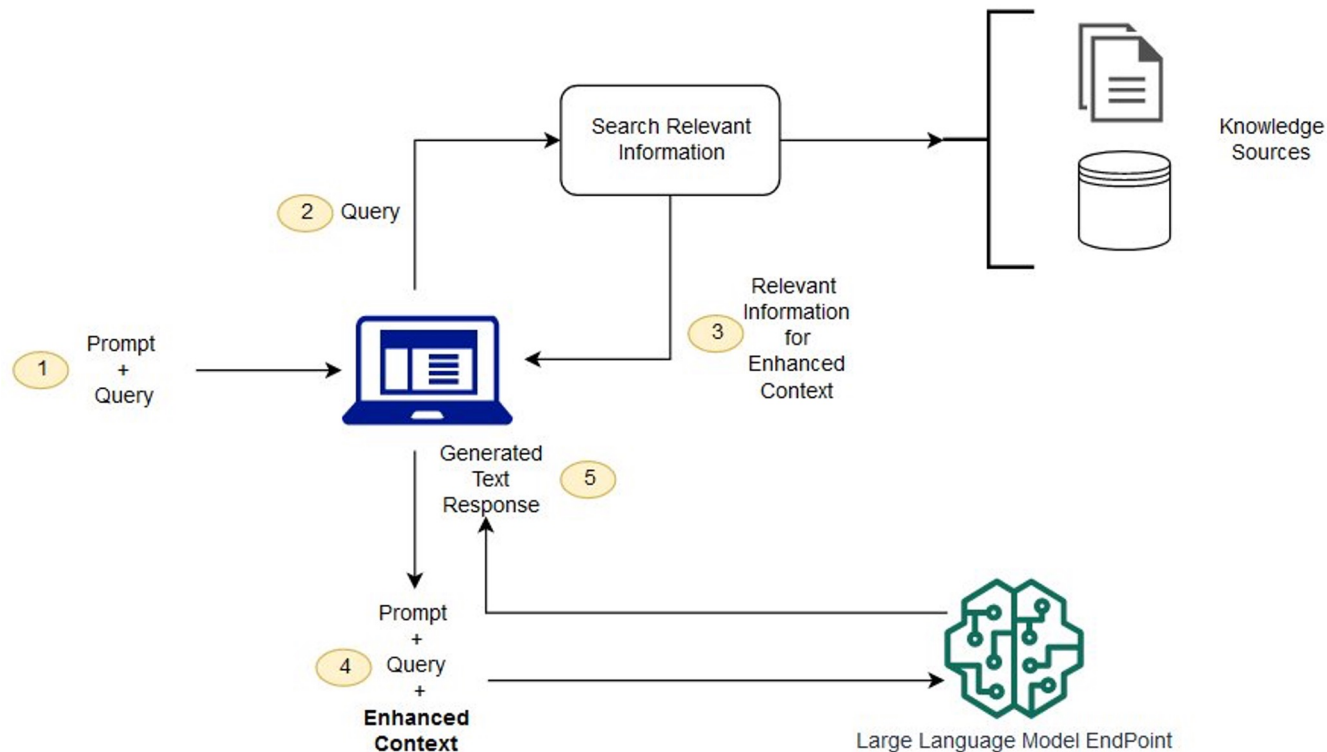 Search Relevant
Information
Knowledge
Sources
2
Query
1
Prompt
+
Query
3
Relevant
Information
for
Enhanced
Context
Generated
Text
Response
5
4
Prompt
+
Query
+
Enhanced
Context
Large Language Model EndPoint